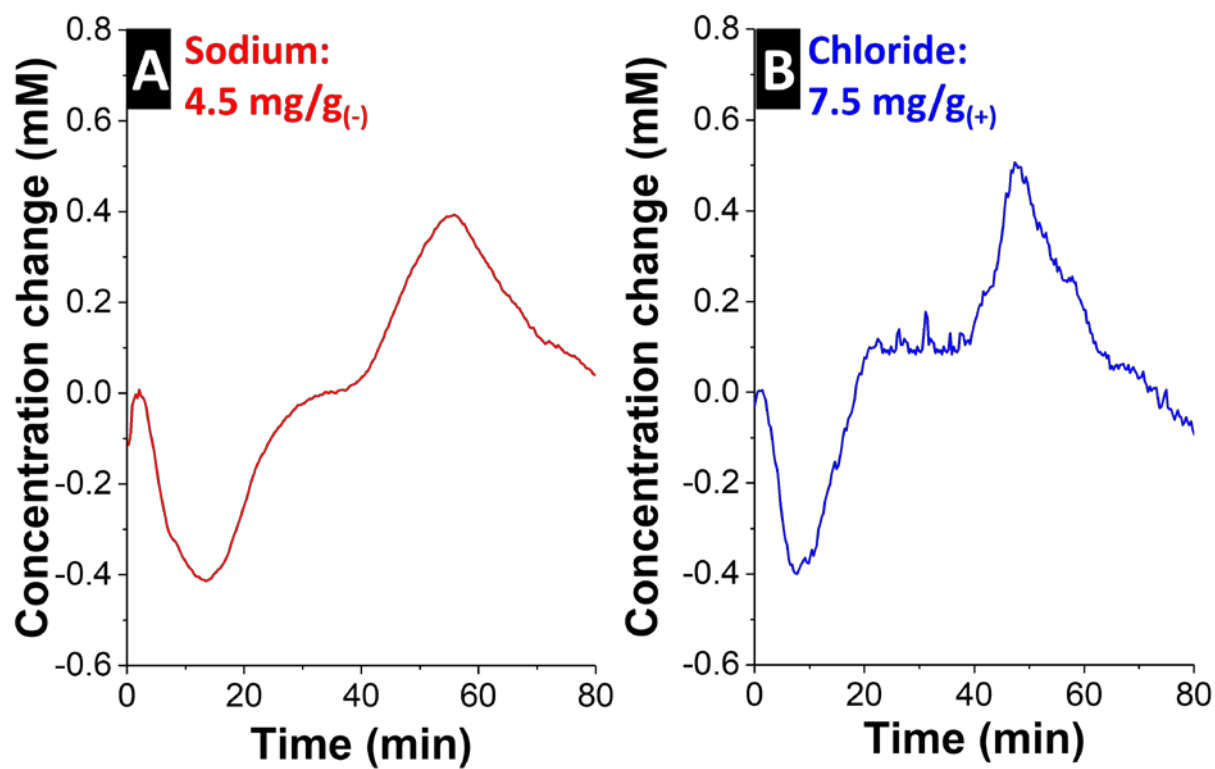 A
Sodium:
4.5 mg/g(-)
Concentration change (mM)
0.8
0.6
0.4
0.2
0.0
-0.2
-0.4
-0.6
0 20 40 60 80
Time (min)
B
Chloride:
7.5 mg/g(+)
Concentration change (mM)
0.8
0.6
0.4
0.2
0.0
-0.2
-0.4
-0.6
0 20 40 60 80
Time (min)